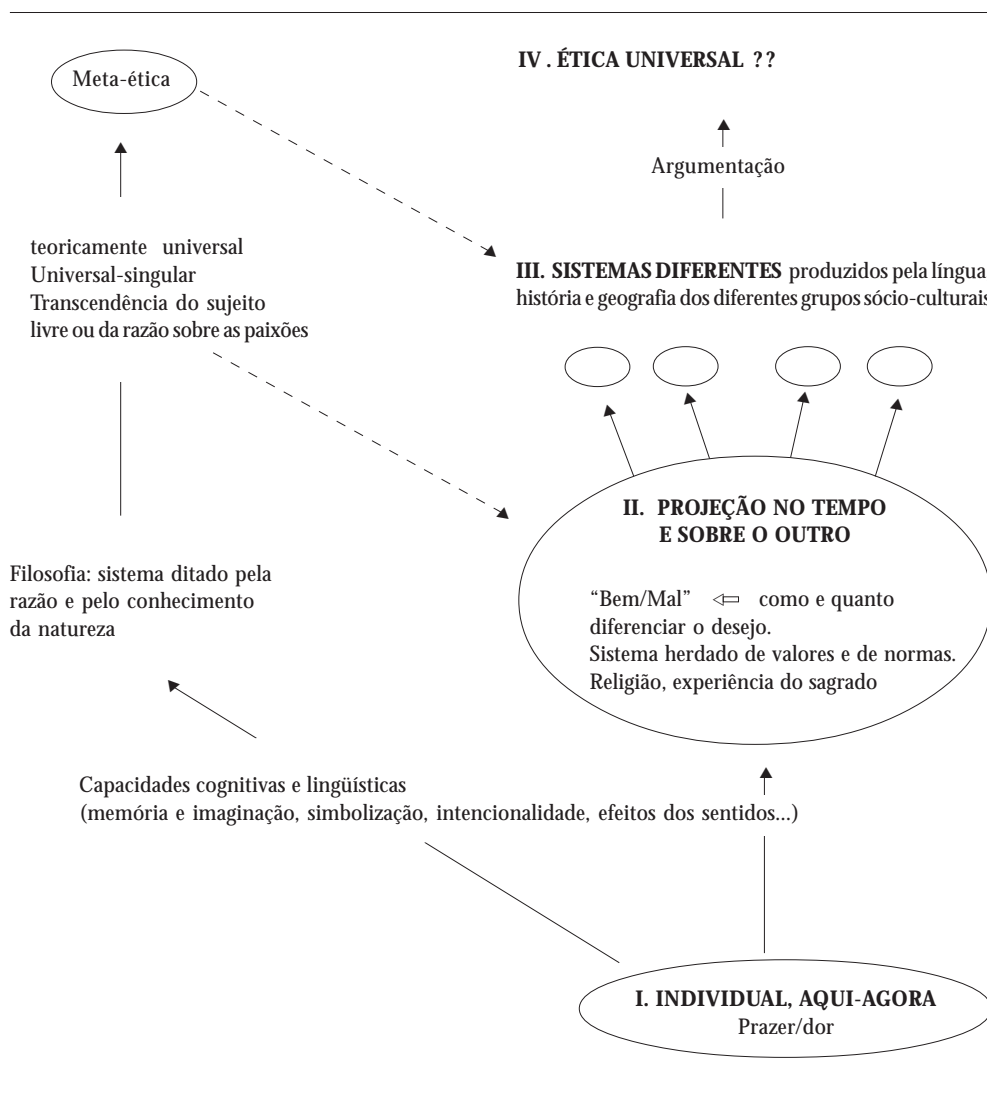 Meta-ética
IV . ÉTICA UNIVERSAL ??
Argumentação
teoricamente universal
Universal-singular
Transcendência do sujeito
livre ou da razão sobre as paixões
III. SISTEMAS DIFERENTES produzidos pela língua
história e geografia dos diferentes grupos sócio-culturais
II. PROJEÇÃO NO TEMPO
E SOBRE O OUTRO
Filosofia: sistema ditado pela
razão e pelo conhecimento
da natureza
“Bem/Mal” ⇦ como e quanto
diferenciar o desejo.
Sistema herdado de valores e de normas.
Religião, experiência do sagrado
Capacidades cognitivas e lingüísticas
(memória e imaginação, simbolização, intencionalidade, efeitos dos sentidos...)
I. INDIVIDUAL, AQUI-AGORA
Prazer/dor